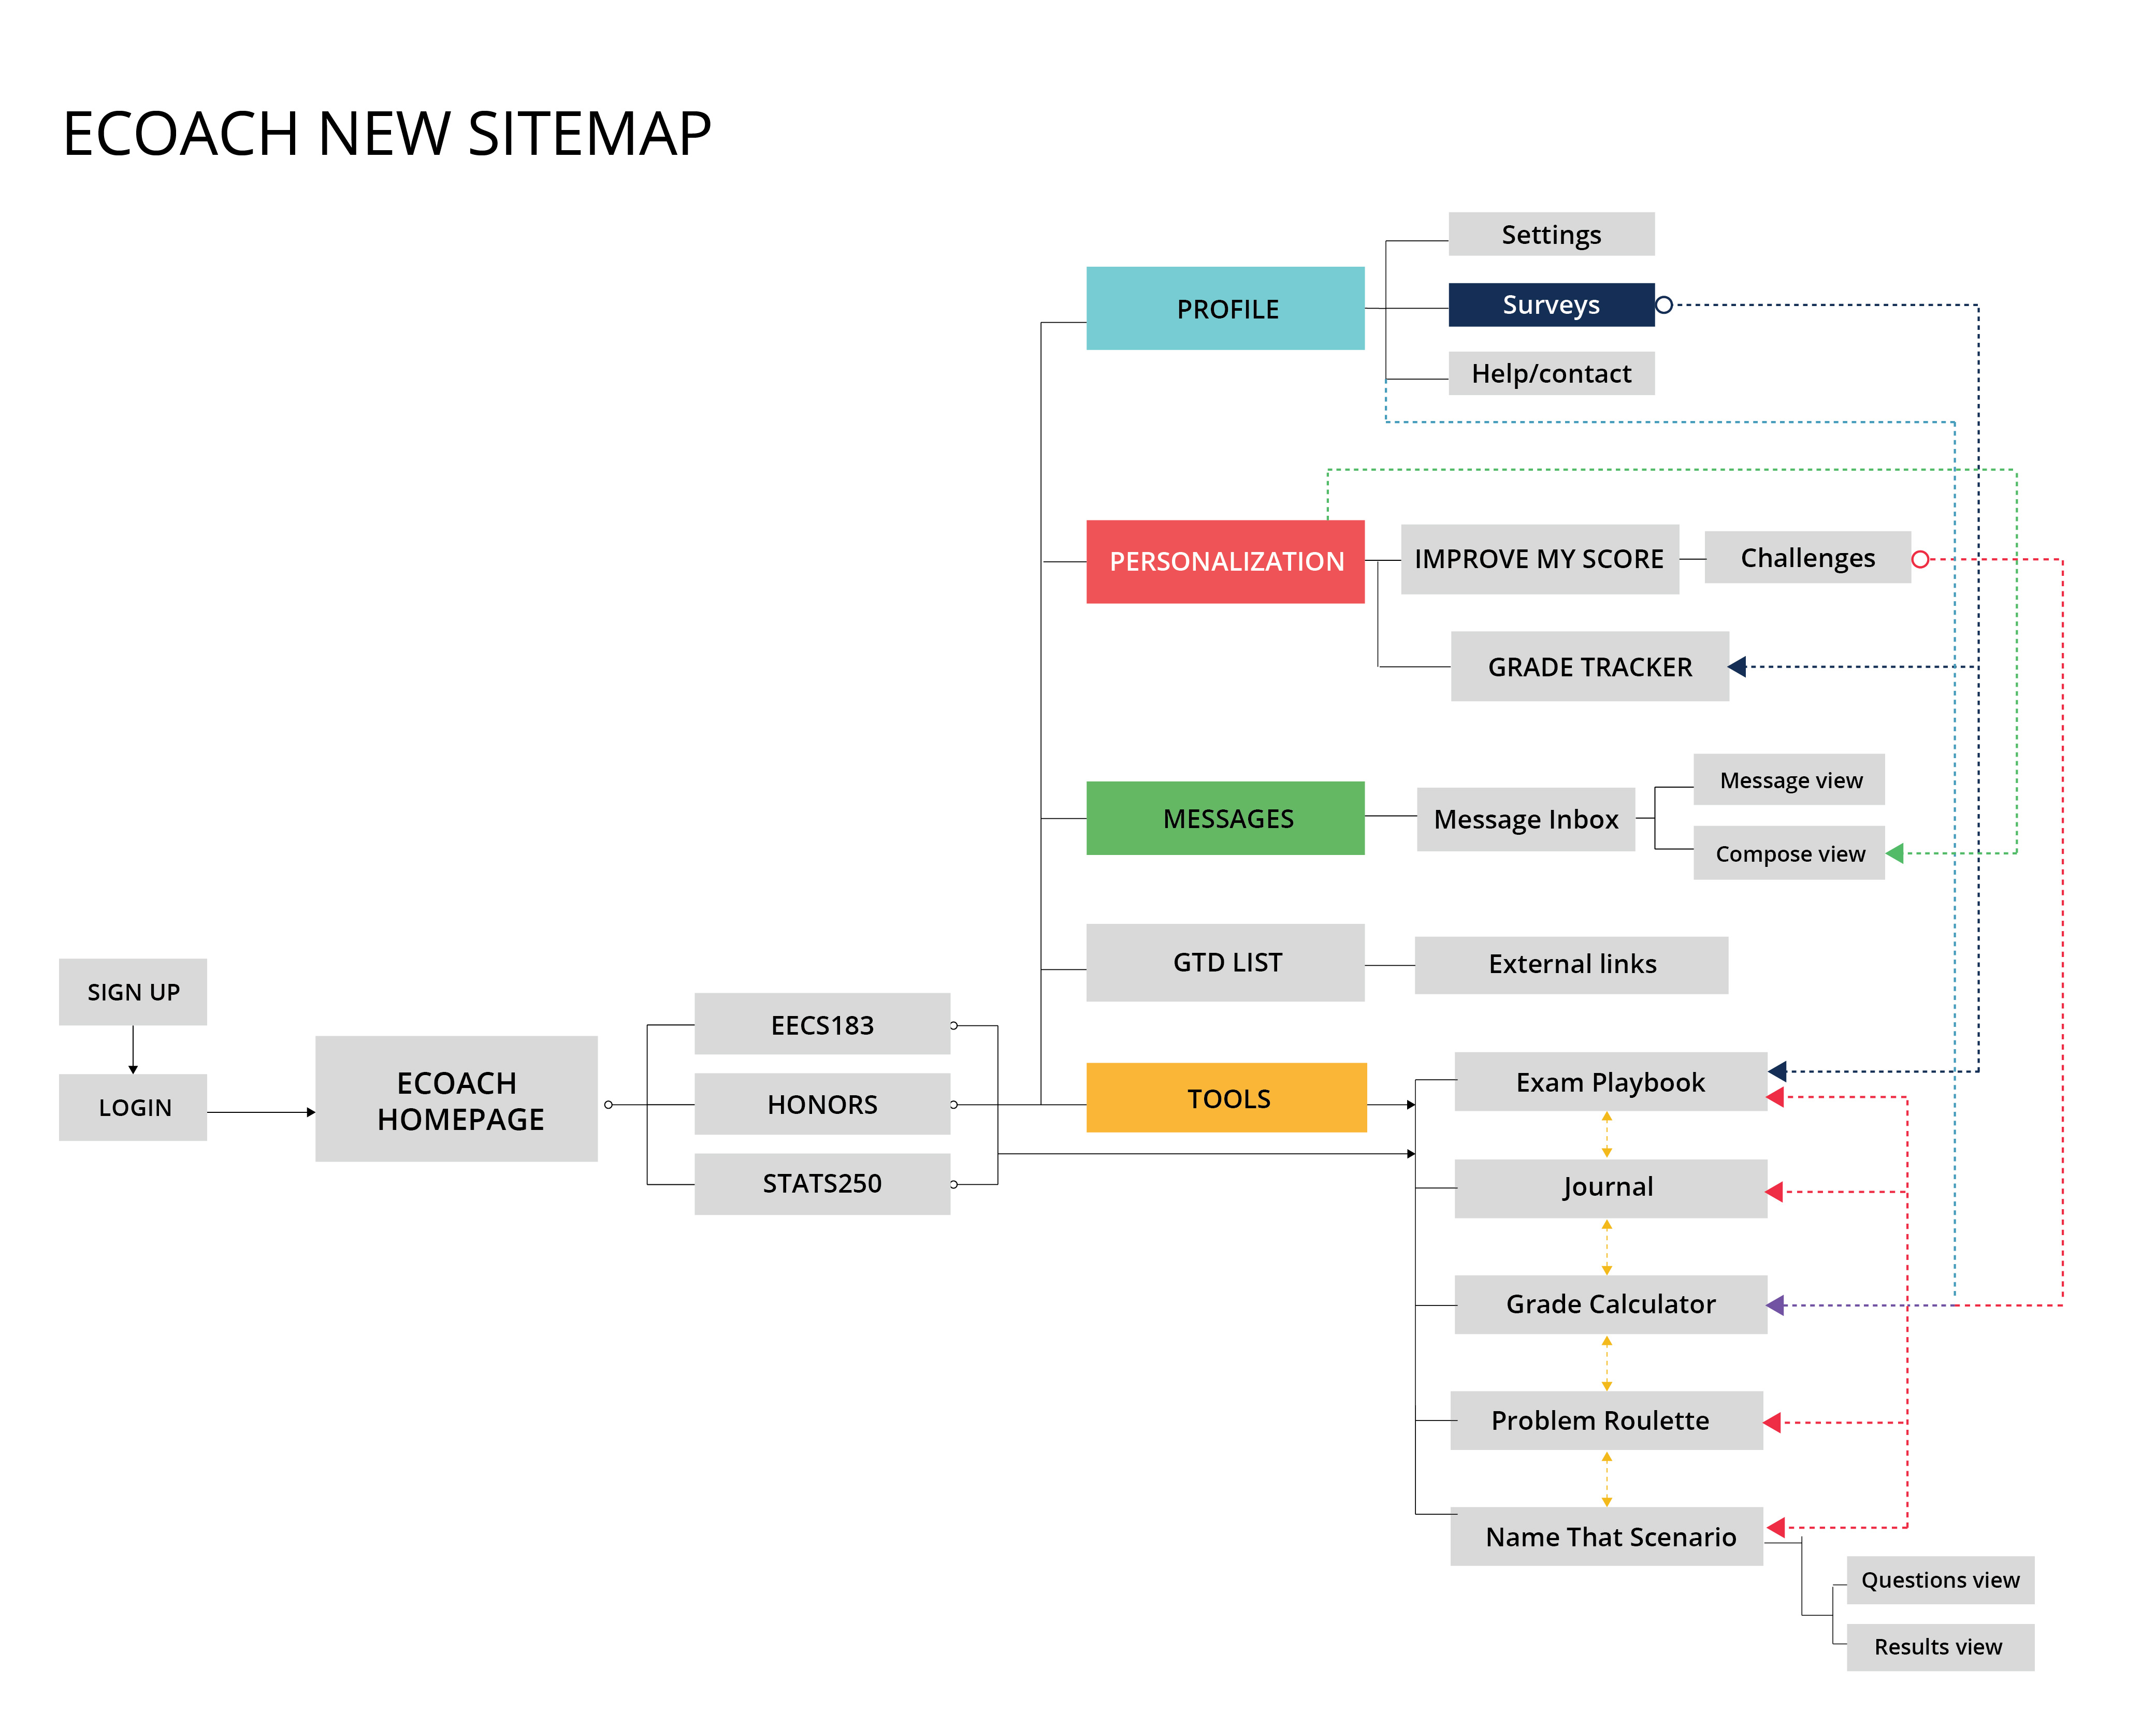 ECOACH NEW SITEMAP
Settings
PROFILE
Surveys
Help/contact
PERSONALIZATION
IMPROVE MY SCORE
Challenges
GRADE TRACKER
MESSAGES
Message Inbox
Message view
Compose view
GTD LIST
External links
SIGN UP
LOGIN
ECOACH
HOMEPAGE
EECS183
HONORS
STATS250
TOOLS
Exam Playbook
Journal
Grade Calculator
Problem Roulette
Name That Scenario
Questions view
Results view